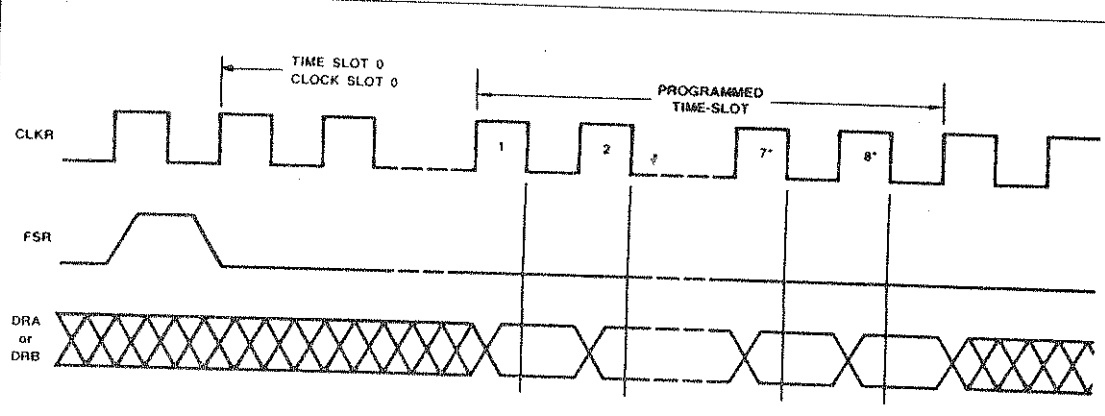 TIME SLOT 0
CLOCK SLOT 0
PROGRAMMED
TIME-SLOT
CLKR
1
2
7*
8*
FSR
DRA
or
DRB